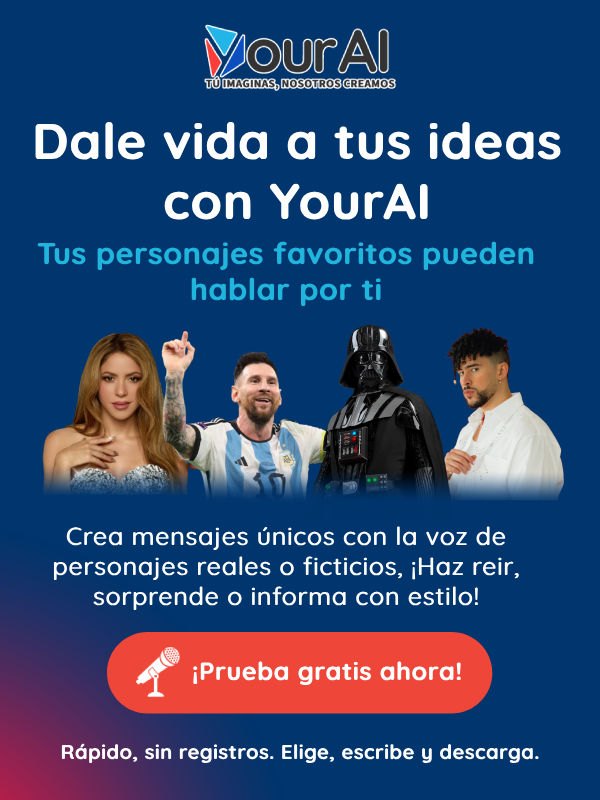 YourAI
TÚ IMAGINAS, NOSOTROS CREAMOS
Dale vida a tus ideas
con YourAI
Tus personajes favoritos pueden
hablar por ti
10
Crea mensajes únicos con la voz de
personajes reales o ficticios, ¡Haz reir,
sorprende o informa con estilo!
¡Prueba gratis ahora!
Rápido, sin registros. Elige, escribe y descarga.